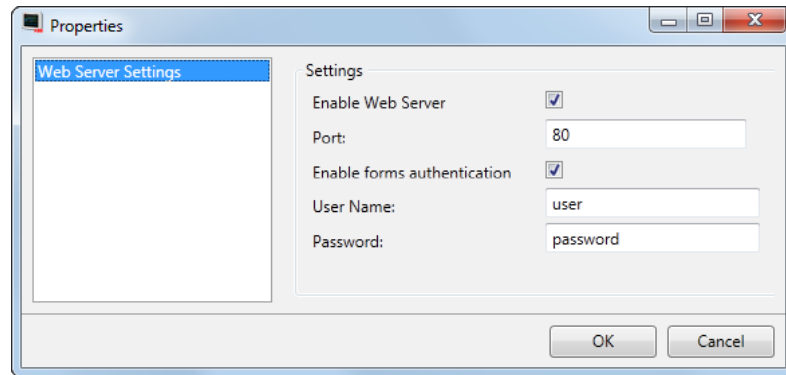 Properties
Web Server Settings
Settings
Enable Web Server
Port:
80
Enable forms authentication
User Name:
user
Password:
password
OK
Cancel